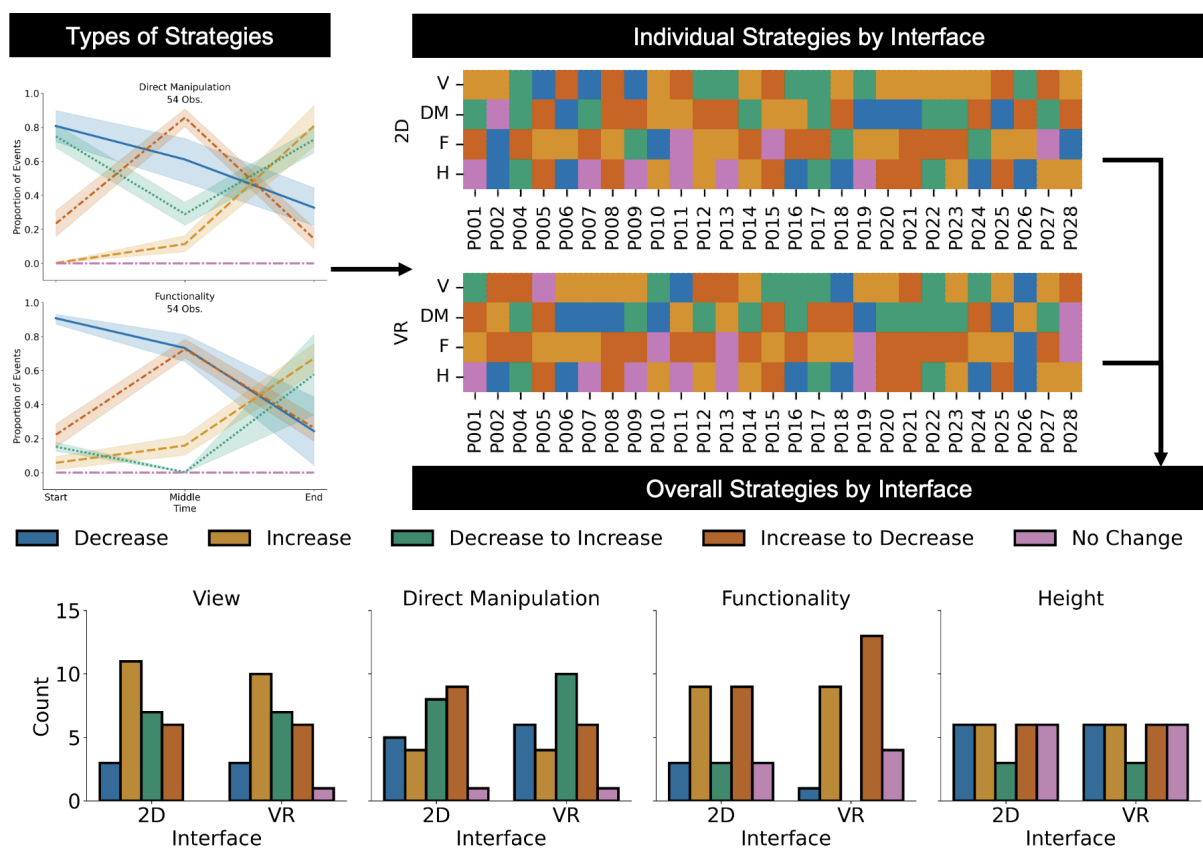 Types of Strategies
Individual Strategies by Interface
Direct Manipulation
54 Obs.
1.0
0.8
0.6
0.4
0.2
0.0
Proportion of Events
Functionality
54 Obs.
1.0
0.8
0.6
0.4
0.2
0.0
Proportion of Events
Start
Middle
End
Time
2D
V
DM
F
H
P001
P002
P004
P005
P006
P007
P008
P009
P010
P011
P012
P013
P014
P015
P016
P017
P018
P019
P020
P021
P022
P023
P024
P025
P026
P027
P028
VR
V
DM
F
H
P001
P002
P004
P005
P006
P007
P008
P009
P010
P011
P012
P013
P014
P015
P016
P017
P018
P019
P020
P021
P022
P023
P024
P025
P026
P027
P028
Overall Strategies by Interface
Decrease
Increase
Decrease to Increase
Increase to Decrease
No Change
View
Direct Manipulation
Functionality
Height
15
10
5
0
Count
2D
VR
Interface
2D
VR
Interface
2D
VR
Interface
2D
VR
Interface